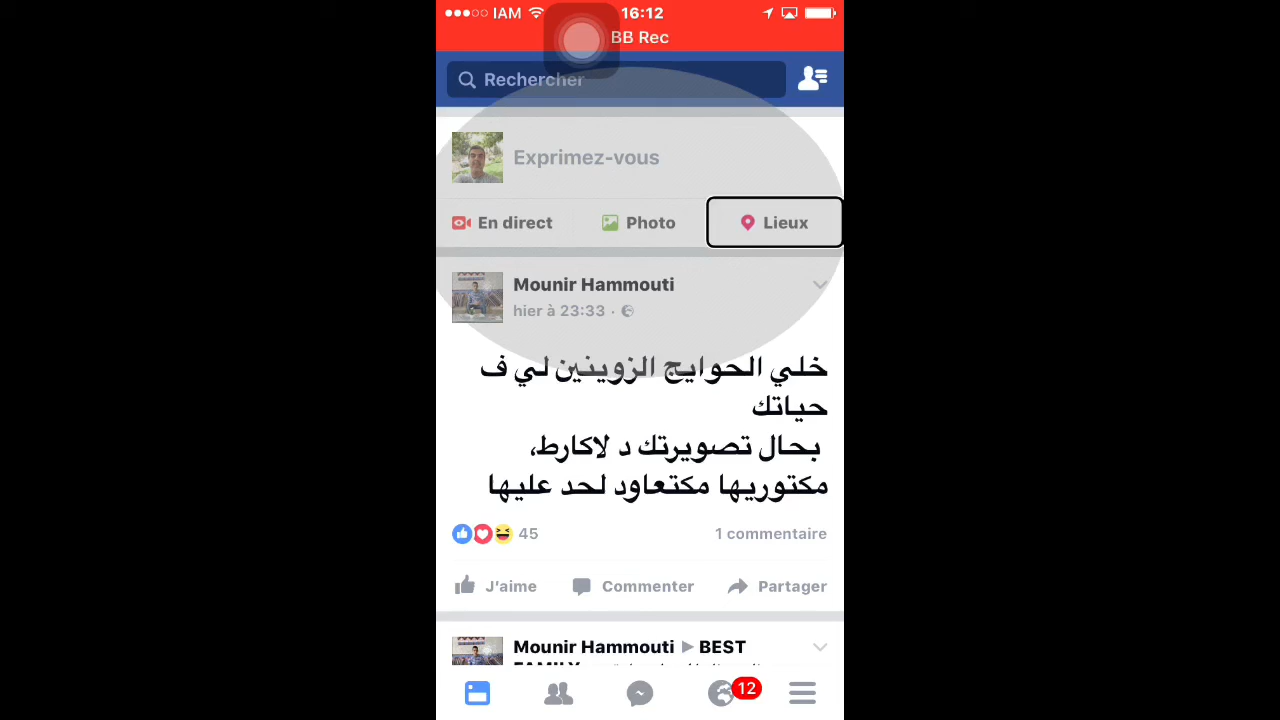 IAM 16:12
BB Rec
Rechercher
Exprimez-vous
En direct Photo Lieux
Mounir Hammouti
hier à 23:33
خلي الحوايج الزوينين لي ف
حياتك
بحال تصويرتك د لاكارط،
مكتوريها مكتعاود لحد عليها
45 1 commentaire
J'aime Commenter Partager
Mounir Hammouti ▶ BEST
FAMILY
12